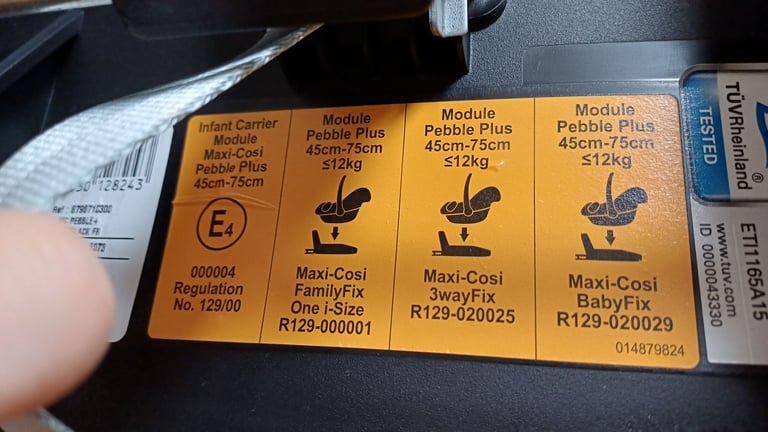 Infant Carrier
Module
Maxi-Cosi
Pebble Plus
45cm-75cm
E4
000004
Regulation
No. 129/00
Module
Pebble Plus
45cm-75cm
≤12kg
Maxi-Cosi
FamilyFix
One i-Size
R129-000001
Module
Pebble Plus
45cm-75cm
≤12kg
Maxi-Cosi
3wayFix
R129-020025
Module
Pebble Plus
45cm-75cm
≤12kg
Maxi-Cosi
BabyFix
R129-020029
014879824
128243
PEBBLE+
TÜVRheinland®
TESTED
ETI1165A15
www.tuv.com
ID 0000043330